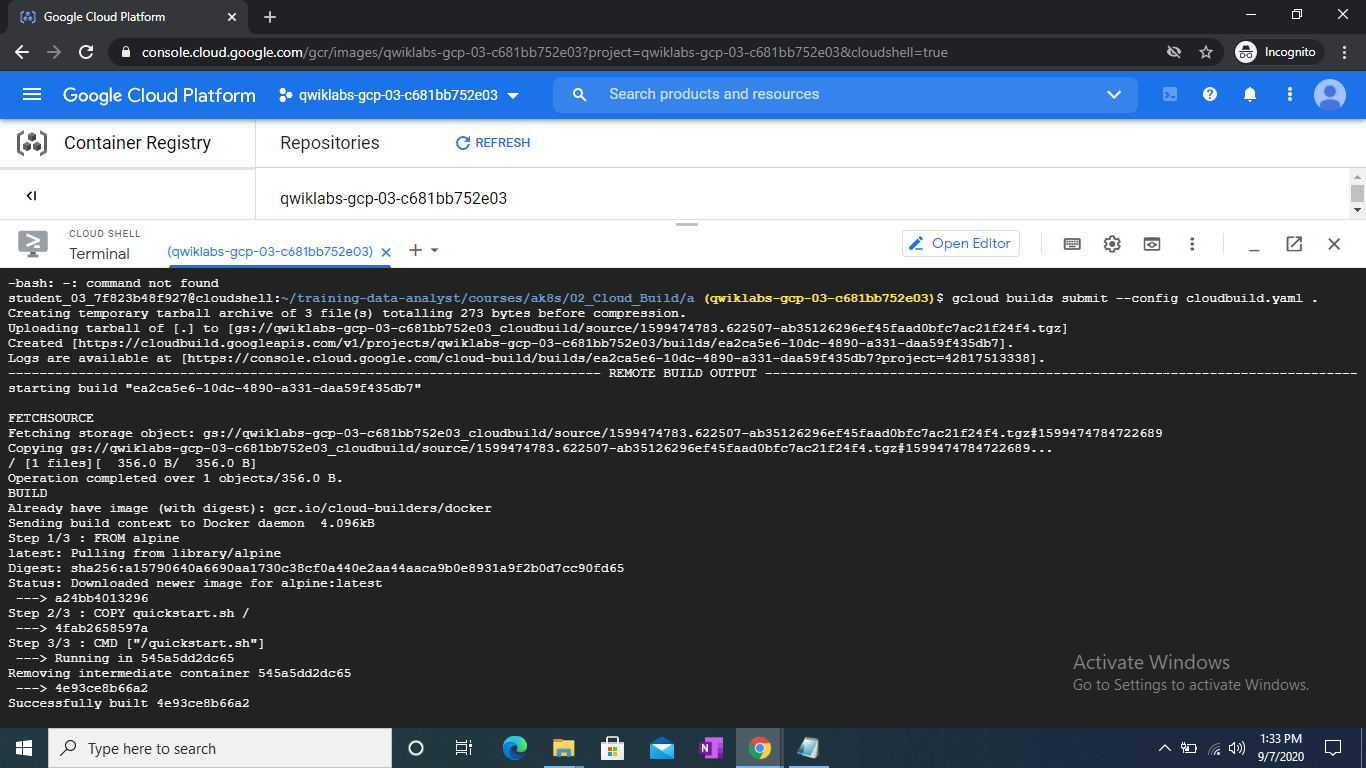 Google Cloud Platform
console.cloud.google.com/gcr/images/qwiklabs-gcp-03-c681bb752e03?project=qwiklabs-gcp-03-c681bb752e03&cloudshell=true
Incognito
Google Cloud Platform
qwiklabs-gcp-03-c681bb752e03
Search products and resources
Container Registry
Repositories
REFRESH
qwiklabs-gcp-03-c681bb752e03
CLOUD SHELL
Terminal
(qwiklabs-gcp-03-c681bb752e03)
Open Editor
-bash: -: command not found
student_03_7f823b48f927@cloudshell:~/training-data-analyst/courses/ak8s/02_Cloud_Build/a (qwiklabs-gcp-03-c681bb752e03)$ gcloud builds submit --config cloudbuild.yaml .
Creating temporary tarball archive of 3 file(s) totalling 273 bytes before compression.
Uploading tarball of [.] to [gs://qwiklabs-gcp-03-c681bb752e03_cloudbuild/source/1599474783.622507-ab35126296ef45faad0bfc7ac21f24f4.tgz]
Created [https://cloudbuild.googleapis.com/v1/projects/qwiklabs-gcp-03-c681bb752e03/builds/ea2ca5e6-10dc-4890-a331-daa59f435db7].
Logs are available at [https://console.cloud.google.com/cloud-build/builds/ea2ca5e6-10dc-4890-a331-daa59f435db7?project=42817513338].
---------------------------------------------------------------------------- REMOTE BUILD OUTPUT ----------------------------------------------------------------------------
starting build "ea2ca5e6-10dc-4890-a331-daa59f435db7"
FETCHSOURCE
Fetching storage object: gs://qwiklabs-gcp-03-c681bb752e03_cloudbuild/source/1599474783.622507-ab35126296ef45faad0bfc7ac21f24f4.tgz#1599474784722689
Copying gs://qwiklabs-gcp-03-c681bb752e03_cloudbuild/source/1599474783.622507-ab35126296ef45faad0bfc7ac21f24f4.tgz#1599474784722689...
/ [1 files][  356.0 B/  356.0 B]
Operation completed over 1 objects/356.0 B.
BUILD
Already have image (with digest): gcr.io/cloud-builders/docker
Sending build context to Docker daemon  4.096kB
Step 1/3 : FROM alpine
latest: Pulling from library/alpine
Digest: sha256:a15790640a6690aa1730c38cf0a440e2aa44aaca9b0e8931a9f2b0d7cc90fd65
Status: Downloaded newer image for alpine:latest
---> a24bb4013296
Step 2/3 : COPY quickstart.sh /
---> 4fab2658597a
Step 3/3 : CMD ["/quickstart.sh"]
---> Running in 545a5dd2dc65
Removing intermediate container 545a5dd2dc65
---> 4e93ce8b66a2
Successfully built 4e93ce8b66a2
Activate Windows
Go to Settings to activate Windows.
Type here to search
1:33 PM
9/7/2020